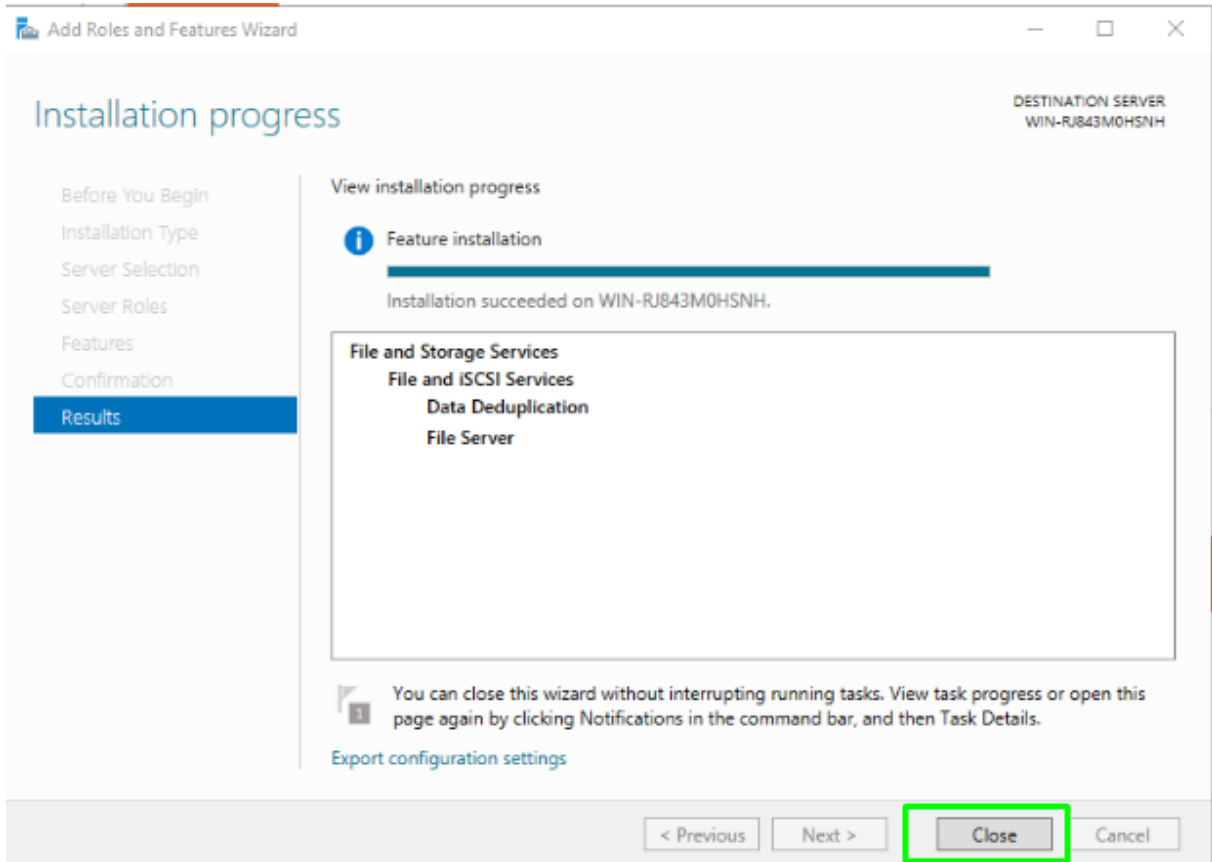 Add Roles and Features Wizard
Installation progress
DESTINATION SERVER
WIN-RJ843M0HSNH
Before You Begin
Installation Type
Server Selection
Server Roles
Features
Confirmation
Results
View installation progress
Feature installation
Installation succeeded on WIN-RJ843M0HSNH.
File and Storage Services
File and iSCSI Services
Data Deduplication
File Server
1
You can close this wizard without interrupting running tasks. View task progress or open this
page again by clicking Notifications in the command bar, and then Task Details.
Export configuration settings
< Previous
Next >
Close
Cancel